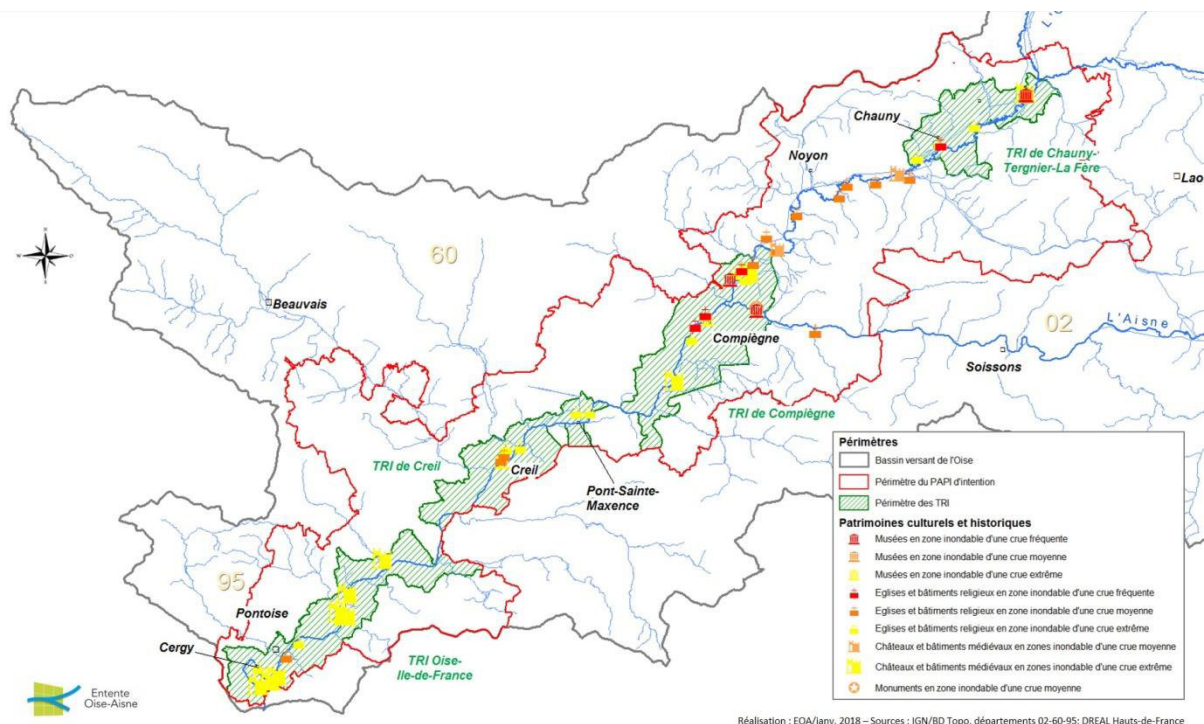 L'O
Chauny
TRI de Chauny-
Tergnier-La Fère
Noyon
Lao
60
Beauvais
02
L'Aisne
Compiègne
Soissons
TRI de Compiègne
TRI de Creil
Creil
Pont-Sainte-
Maxence
95
Pontoise
Cergy
TRI Oise-
Ile-de-France
Périmètres
Bassin versant de l'Oise
Périmètre du PAPI d'intention
Périmètre des TRI
Patrimoines culturels et historiques
Musées en zone inondable d'une crue fréquente
Musées en zone inondable d'une crue moyenne
Musées en zone inondable d'une crue extrême
Eglises et bâtiments religieux en zone inondable d'une crue fréquente
Eglises et bâtiments religieux en zone inondable d'une crue moyenne
Eglises et bâtiments religieux en zone inondable d'une crue extrême
Châteaux et bâtiments médiévaux en zones inondable d'une crue moyenne
Châteaux et bâtiments médiévaux en zones inondable d'une crue extrême
Monuments en zone inondable d'une crue moyenne
Entente
Oise-Aisne
Réalisation : EOA/janv. 2018 – Sources : IGN/BD Topo, départements 02-60-95; DREAL Hauts-de-France